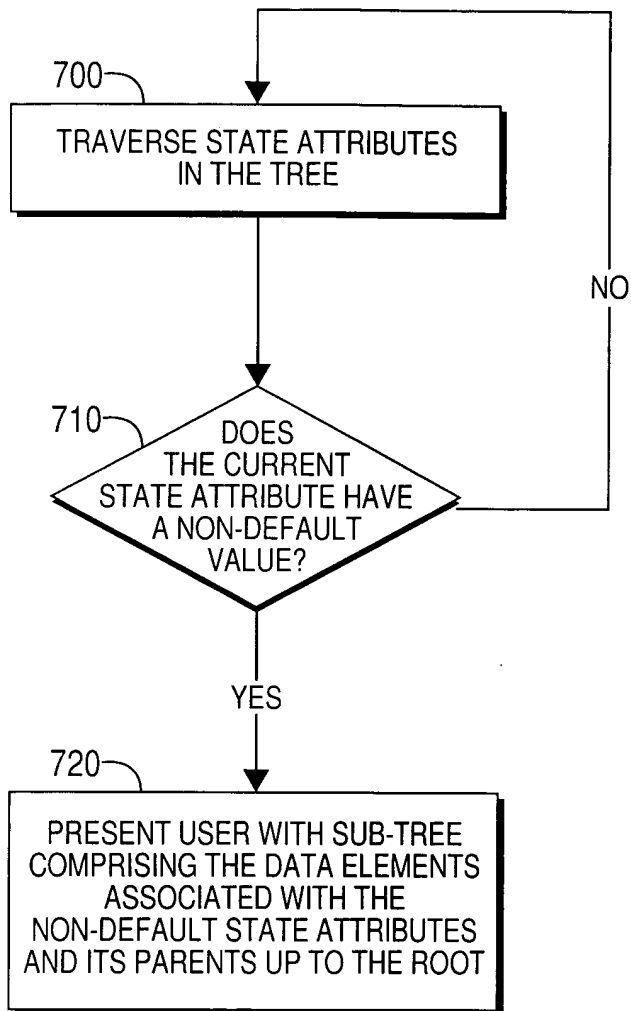 700
TRAVERSE STATE ATTRIBUTES
IN THE TREE
NO
710
DOES
THE CURRENT
STATE ATTRIBUTE HAVE
A NON-DEFAULT
VALUE?
YES
720
PRESENT USER WITH SUB-TREE
COMPRISING THE DATA ELEMENTS
ASSOCIATED WITH THE
NON-DEFAULT STATE ATTRIBUTES
AND ITS PARENTS UP TO THE ROOT